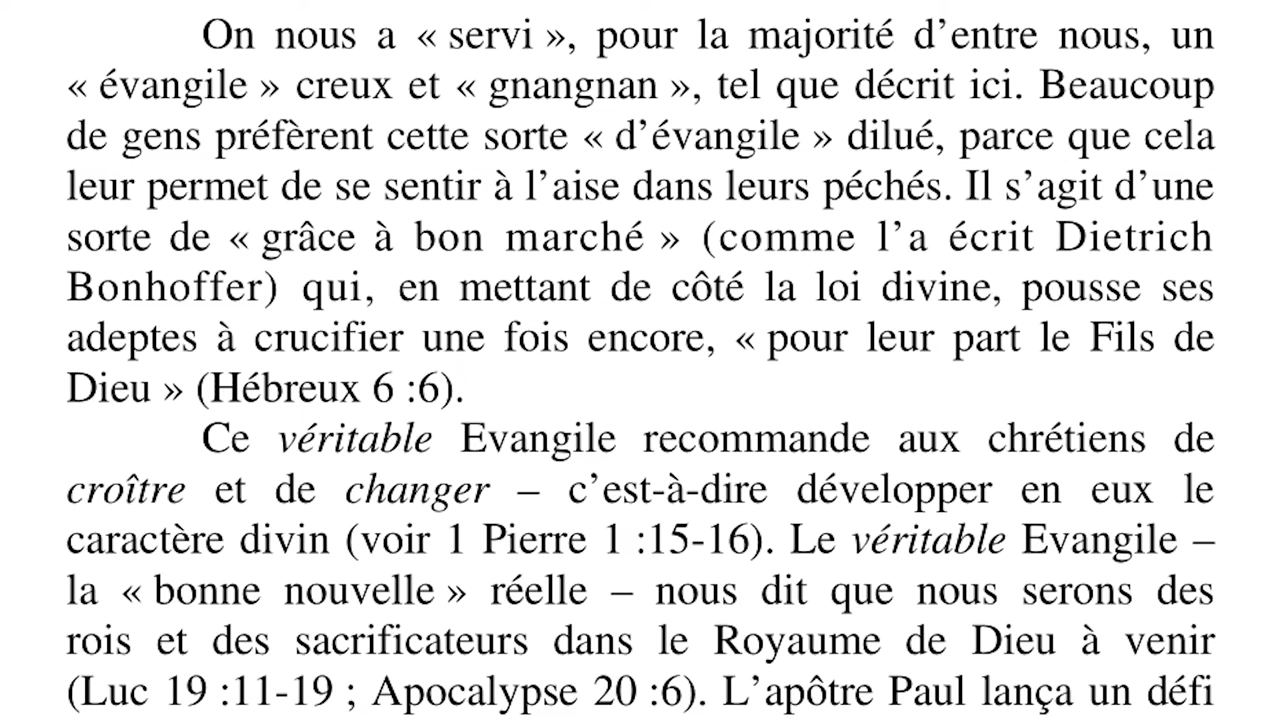 On nous a « servi », pour la majorité d’entre nous, un
« évangile » creux et « gnangnan », tel que décrit ici. Beaucoup
de gens préfèrent cette sorte « d’évangile » dilué, parce que cela
leur permet de se sentir à l’aise dans leurs péchés. Il s’agit d’une
sorte de « grâce à bon marché » (comme l’a écrit Dietrich
Bonhoffer) qui, en mettant de côté la loi divine, pousse ses
adeptes à crucifier une fois encore, « pour leur part le Fils de
Dieu » (Hébreux 6 :6).
Ce véritable Evangile recommande aux chrétiens de
croître et de changer – c’est-à-dire développer en eux le
caractère divin (voir 1 Pierre 1 :15-16). Le véritable Evangile –
la « bonne nouvelle » réelle – nous dit que nous serons des
rois et des sacrificateurs dans le Royaume de Dieu à venir
(Luc 19 :11-19 ; Apocalypse 20 :6). L’apôtre Paul lança un défi